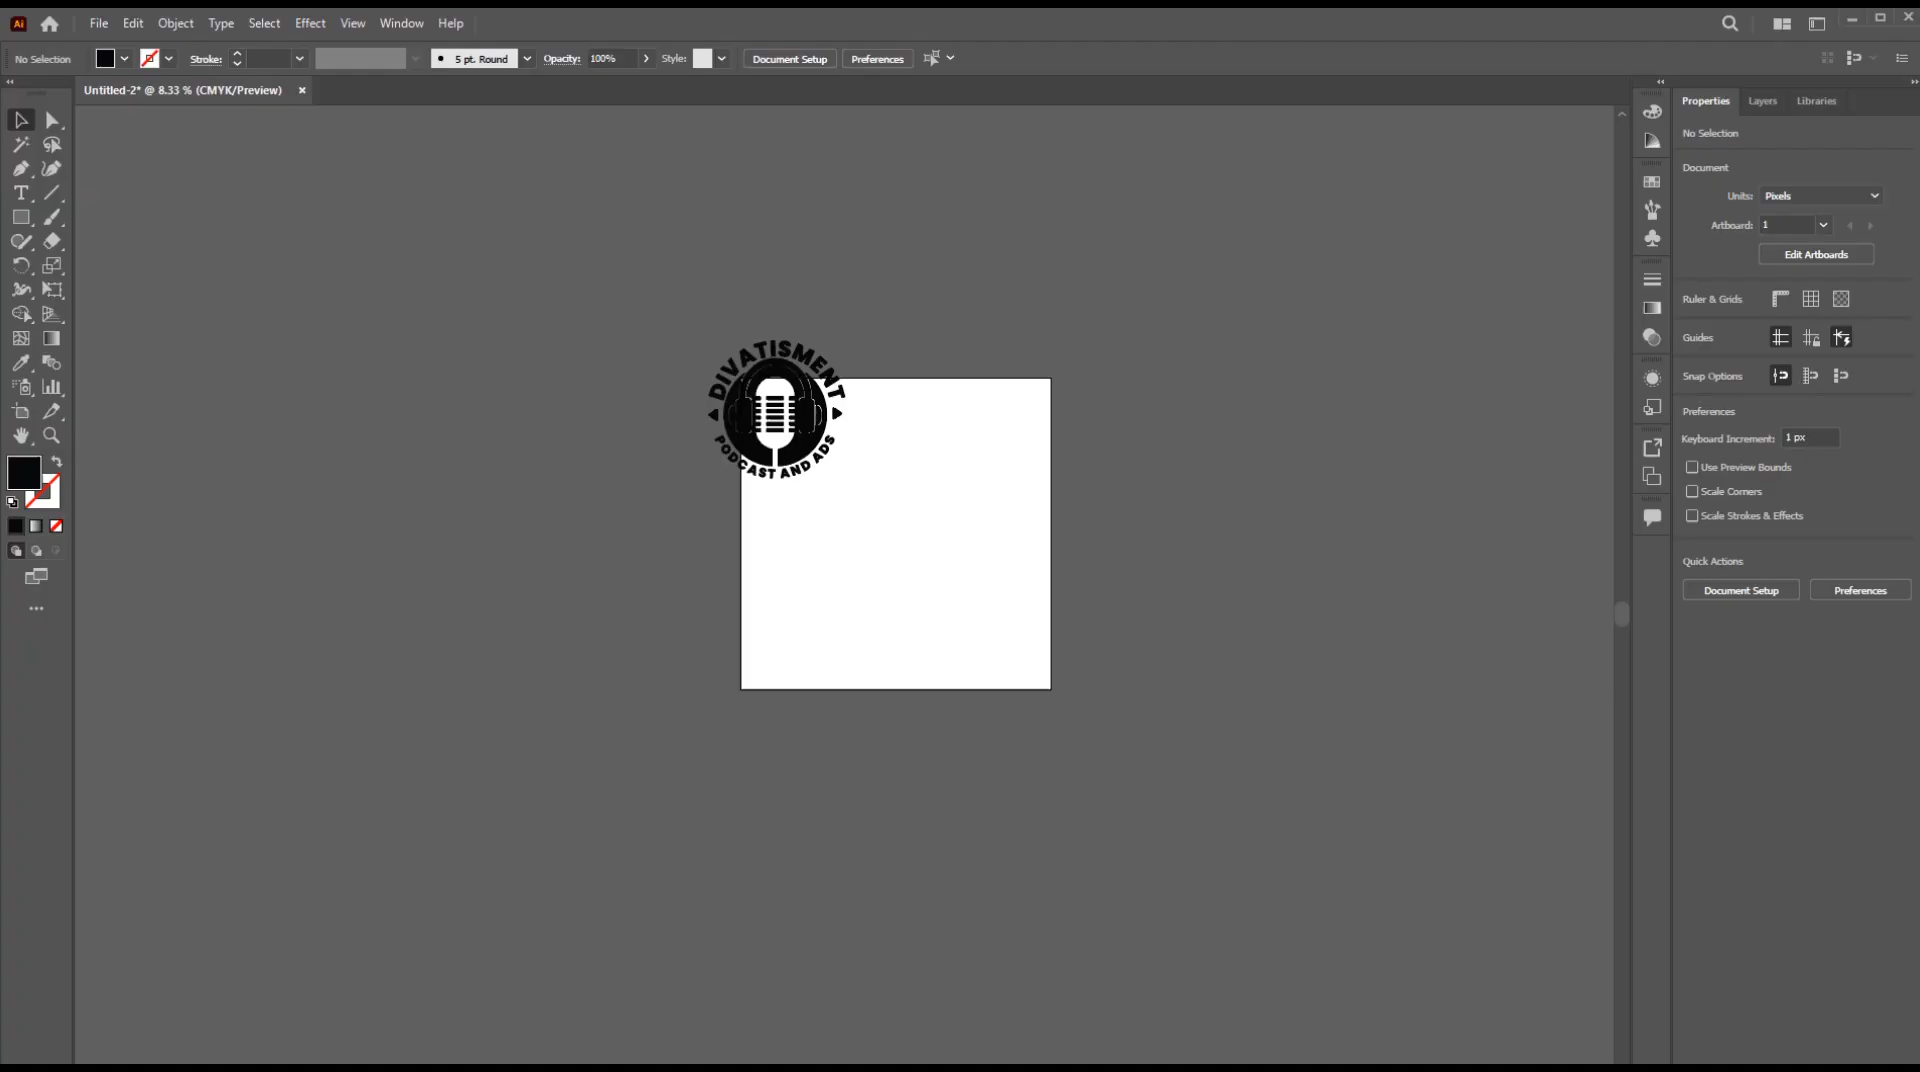 Ai File Edit Object Type Select Effect View Window Help
No Selection Stroke: 5 pt. Round Opacity: 100% Style: Document Setup Preferences
Untitled-2* @ 8.33 % (CMYK/Preview)
Properties Layers Libraries
No Selection
Document
Units: Pixels
Artboard: 1
Edit Artboards
Ruler & Grids
Guides
Snap Options
Preferences
Keyboard Increment: 1 px
Use Preview Bounds
Scale Corners
Scale Strokes & Effects
Quick Actions
Document Setup Preferences
DIVATISMENT
PODCAST AND ADS